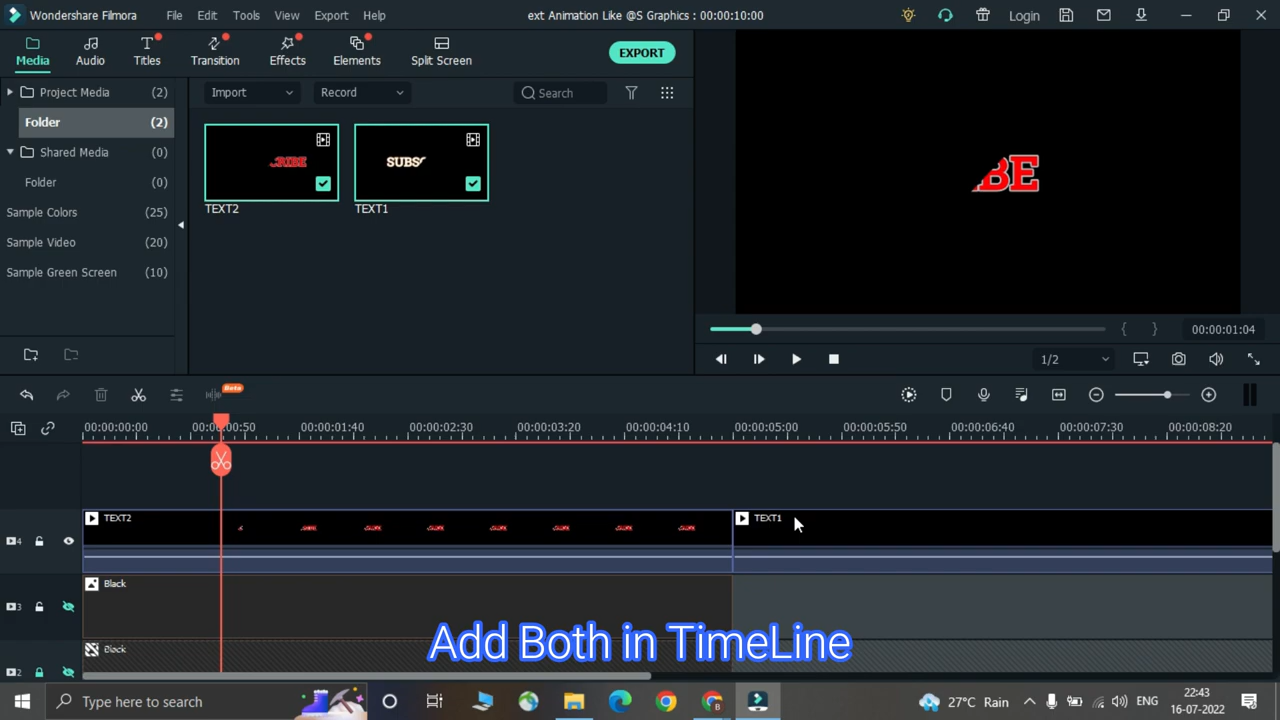 Wondershare Filmora
File Edit Tools View Export Help
ext Animation Like @S Graphics : 00:00:10:00
Login
Media Audio Titles Transition Effects Elements Split Screen
EXPORT
Project Media (2)
Folder (2)
Shared Media (0)
Folder (0)
Sample Colors (25)
Sample Video (20)
Sample Green Screen (10)
Import Record Search
RIBE
SUBS
TEXT2 TEXT1
BE
00:00:01:04
1/2
Beta
00:00:00:00 00:00:00:50 00:00:01:40 00:00:02:30 00:00:03:20 00:00:04:10 00:00:05:00 00:00:05:50 00:00:06:40 00:00:07:30 00:00:08:20
TEXT2 TEXT1
4
Black
3
Black
2
Add Both in TimeLine
Type here to search
27°C Rain
ENG
22:43
16-07-2022